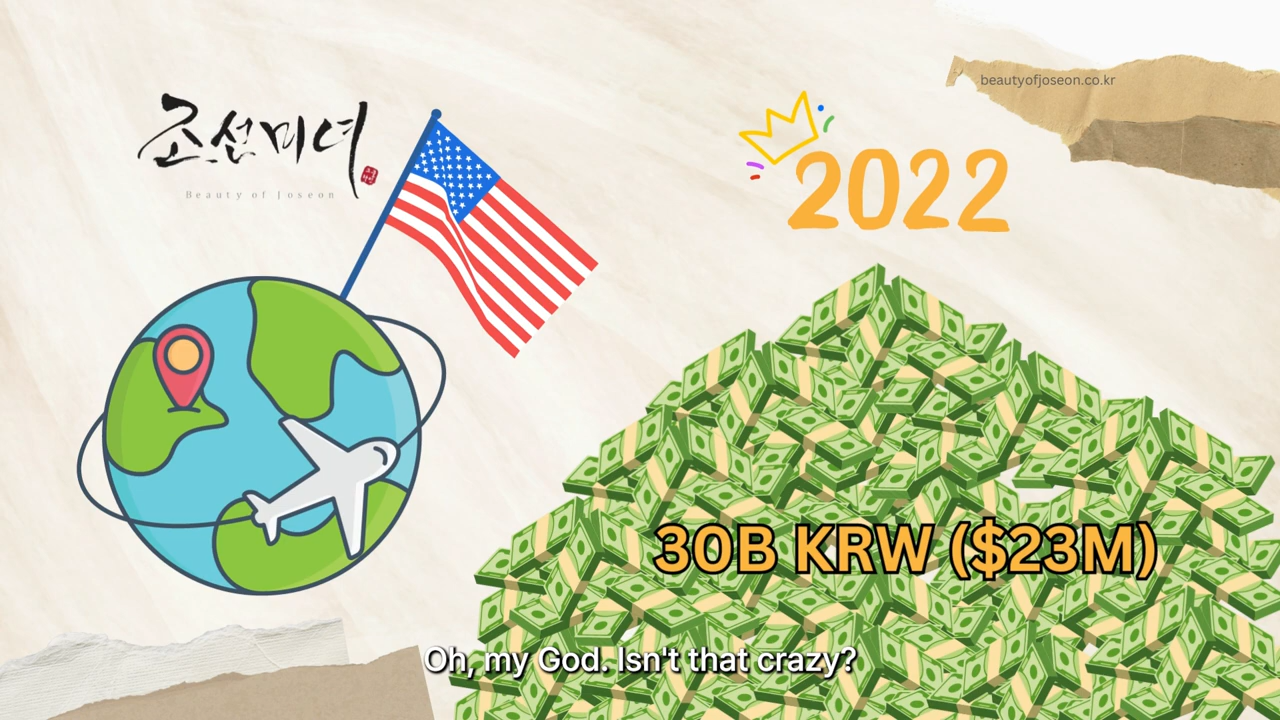 beautyofjoseon.co.kr
조선미녀
Beauty of Joseon
2022
30B KRW ($23M)
Oh, my God. Isn't that crazy?